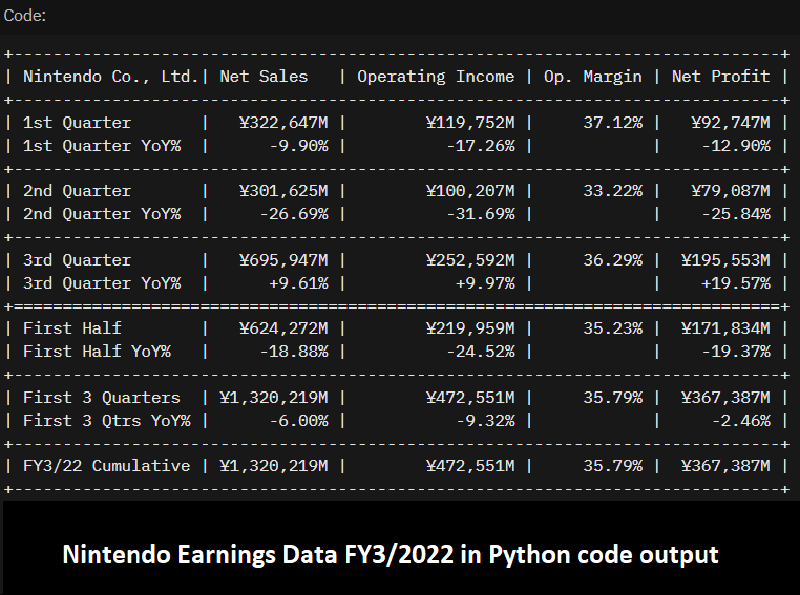 Code:
+------------------------------------------------------------------------------+
| Nintendo Co., Ltd.| Net Sales   | Operating Income | Op. Margin | Net Profit |
+------------------------------------------------------------------------------+
| 1st Quarter       |   ¥322,647M |        ¥119,752M |     37.12% |   ¥92,747M |
| 1st Quarter YoY%  |      -9.90% |          -17.26% |            |    -12.90% |
+------------------------------------------------------------------------------+
| 2nd Quarter       |   ¥301,625M |        ¥100,207M |     33.22% |   ¥79,087M |
| 2nd Quarter YoY%  |     -26.69% |          -31.69% |            |    -25.84% |
+------------------------------------------------------------------------------+
| 3rd Quarter       |   ¥695,947M |        ¥252,592M |     36.29% |  ¥195,553M |
| 3rd Quarter YoY%  |      +9.61% |           +9.97% |            |    +19.57% |
+==============================================================================+
| First Half        |   ¥624,272M |        ¥219,959M |     35.23% |  ¥171,834M |
| First Half YoY%   |     -18.88% |          -24.52% |            |    -19.37% |
+------------------------------------------------------------------------------+
| First 3 Quarters  | ¥1,320,219M |        ¥472,551M |     35.79% |  ¥367,387M |
| First 3 Qtrs YoY% |      -6.00% |           -9.32% |            |     -2.46% |
+------------------------------------------------------------------------------+
| FY3/22 Cumulative | ¥1,320,219M |        ¥472,551M |     35.79% |  ¥367,387M |
+------------------------------------------------------------------------------+
Nintendo Earnings Data FY3/2022 in Python code output